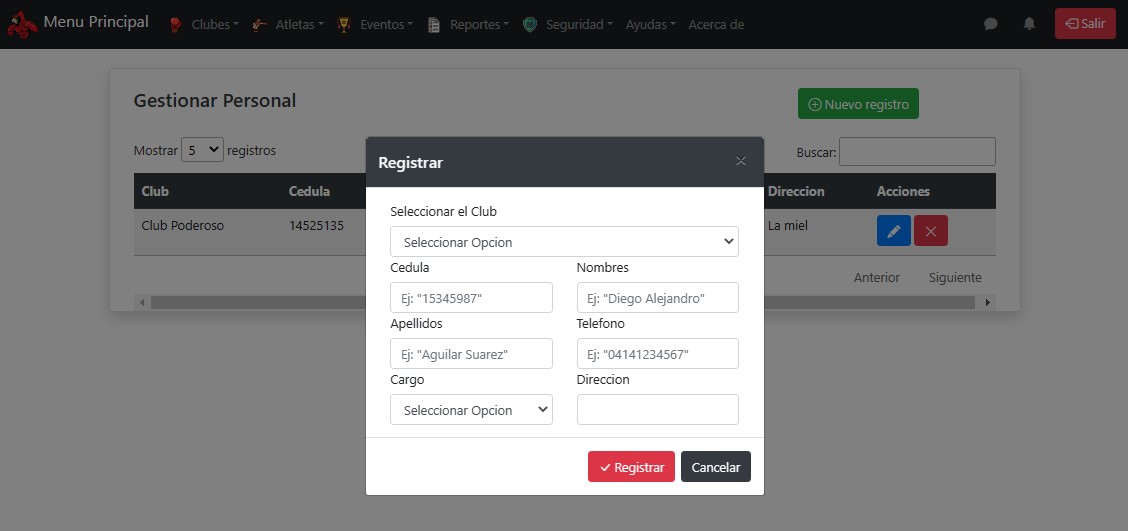 Menu Principal Clubes Atletas Eventos Reportes Seguridad Ayudas Acerca de Salir
Gestionar Personal
Nuevo registro
Mostrar 5 registros
Buscar:
Club Cedula Direccion Acciones
Club Poderoso 14525135 La miel
Anterior Siguiente
Registrar
Seleccionar el Club
Seleccionar Opcion
Cedula Nombres
Ej: "15345987" Ej: "Diego Alejandro"
Apellidos Telefono
Ej: "Aguilar Suarez" Ej: "04141234567"
Cargo Direccion
Seleccionar Opcion
Registrar Cancelar